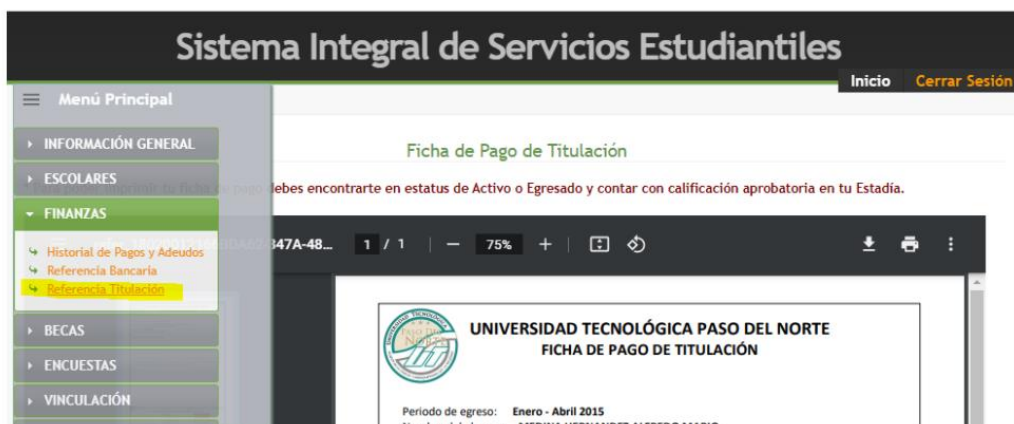 Sistema Integral de Servicios Estudiantiles
Inicio Cerrar Sesión
Menú Principal
INFORMACIÓN GENERAL
Ficha de Pago de Titulación
ESCOLARES
debes encontrarte en estatus de Activo o Egresado y contar con calificación aprobatoria en tu Estadía.
FINANZAS
347A-48... 1 / 1 75%
Historial de Pagos y Adeudos
Referencia Bancaria
Referencia Titulación
BECAS
UNIVERSIDAD TECNOLÓGICA PASO DEL NORTE
FICHA DE PAGO DE TITULACIÓN
ENCUESTAS
VINCULACIÓN
Periodo de egreso: Enero - Abril 2015